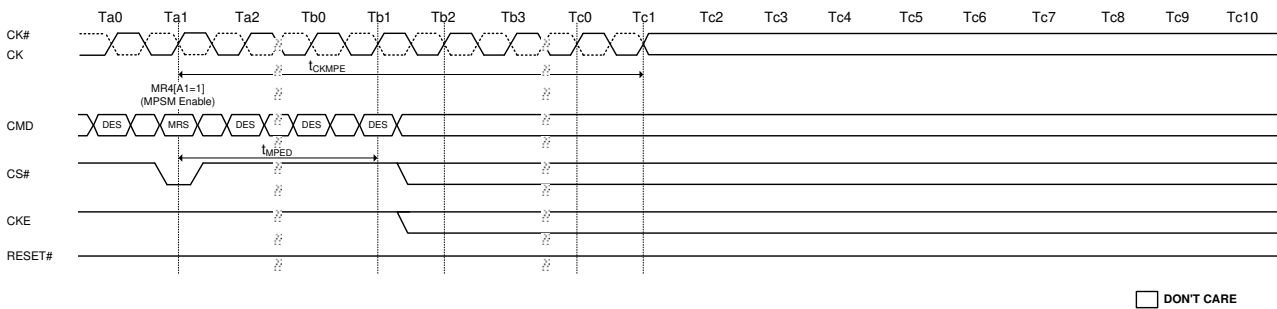 Ta0 Ta1 Ta2 Tb0 Tb1 Tb2 Tb3 Tc0 Tc1 Tc2 Tc3 Tc4 Tc5 Tc6 Tc7 Tc8 Tc9 Tc10
CK#
CK
tCKMPE
MR4[A1=1]
(MPSM Enable)
CMD DES MRS DES DES DES
tMPED
CS#
CKE
RESET#
DON'T CARE